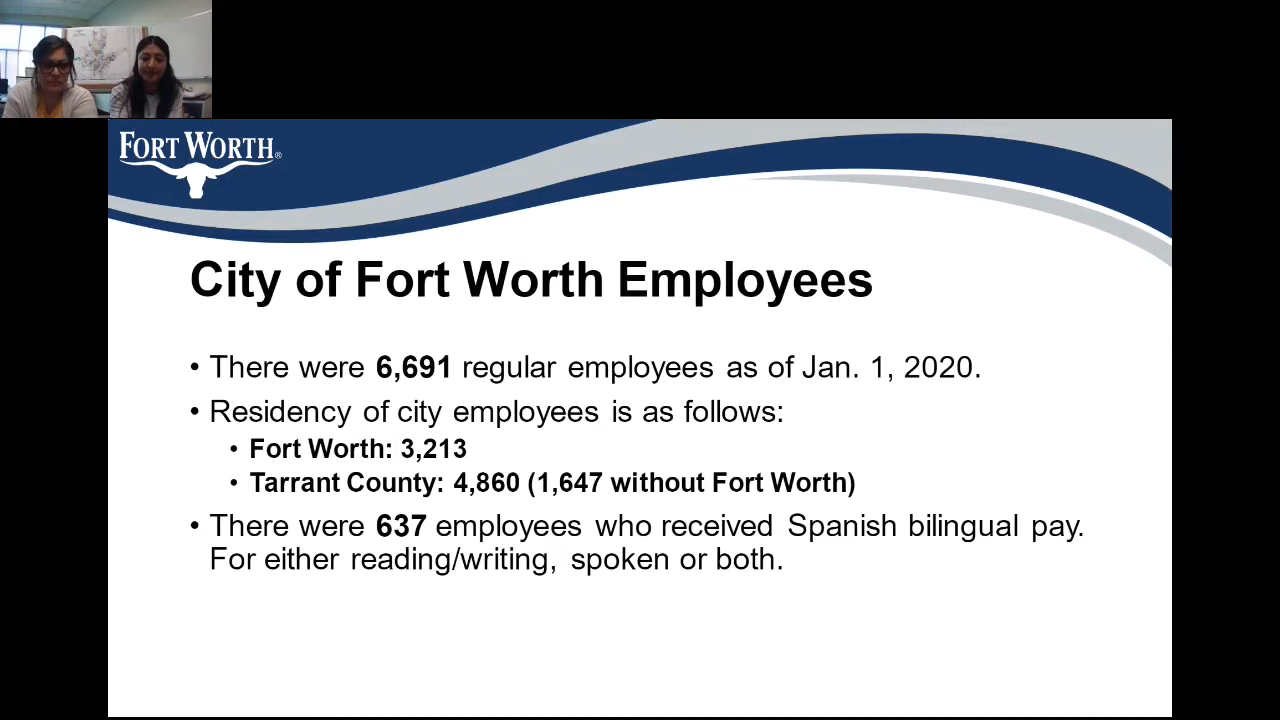 FORT WORTH®
City of Fort Worth Employees
• There were 6,691 regular employees as of Jan. 1, 2020.
• Residency of city employees is as follows:
• Fort Worth: 3,213
• Tarrant County: 4,860 (1,647 without Fort Worth)
• There were 637 employees who received Spanish bilingual pay.
For either reading/writing, spoken or both.